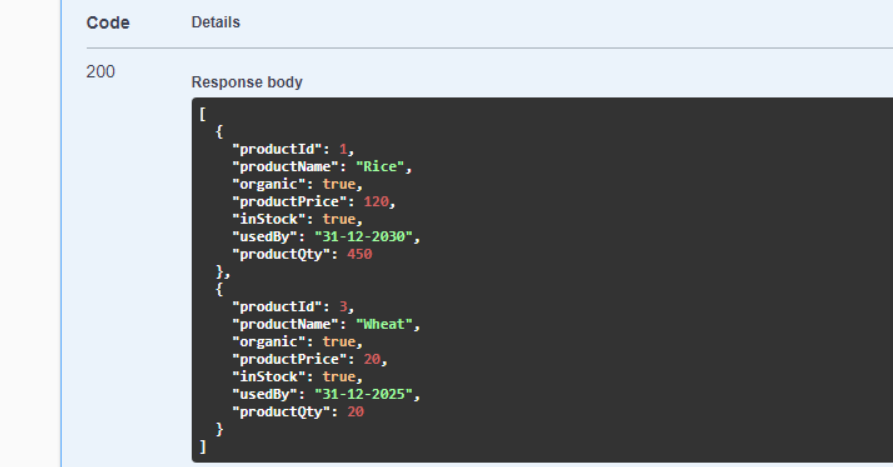 Code Details
200
Response body
[
  {
    "productId": 1,
    "productName": "Rice",
    "organic": true,
    "productPrice": 120,
    "inStock": true,
    "usedBy": "31-12-2030",
    "productQty": 450
  },
  {
    "productId": 3,
    "productName": "Wheat",
    "organic": true,
    "productPrice": 20,
    "inStock": true,
    "usedBy": "31-12-2025",
    "productQty": 20
  }
]